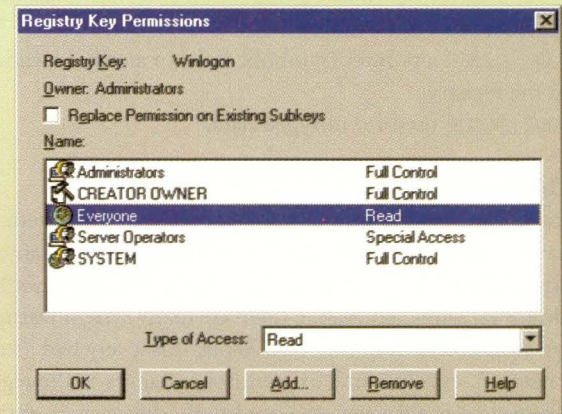 Registry Key Permissions
Registry Key: Winlogon
Owner: Administrators
Replace Permission on Existing Subkeys
Name:
Administrators Full Control
CREATOR OWNER Full Control
Everyone Read
Server Operators Special Access
SYSTEM Full Control
Type of Access: Read
OK Cancel Add... Remove Help